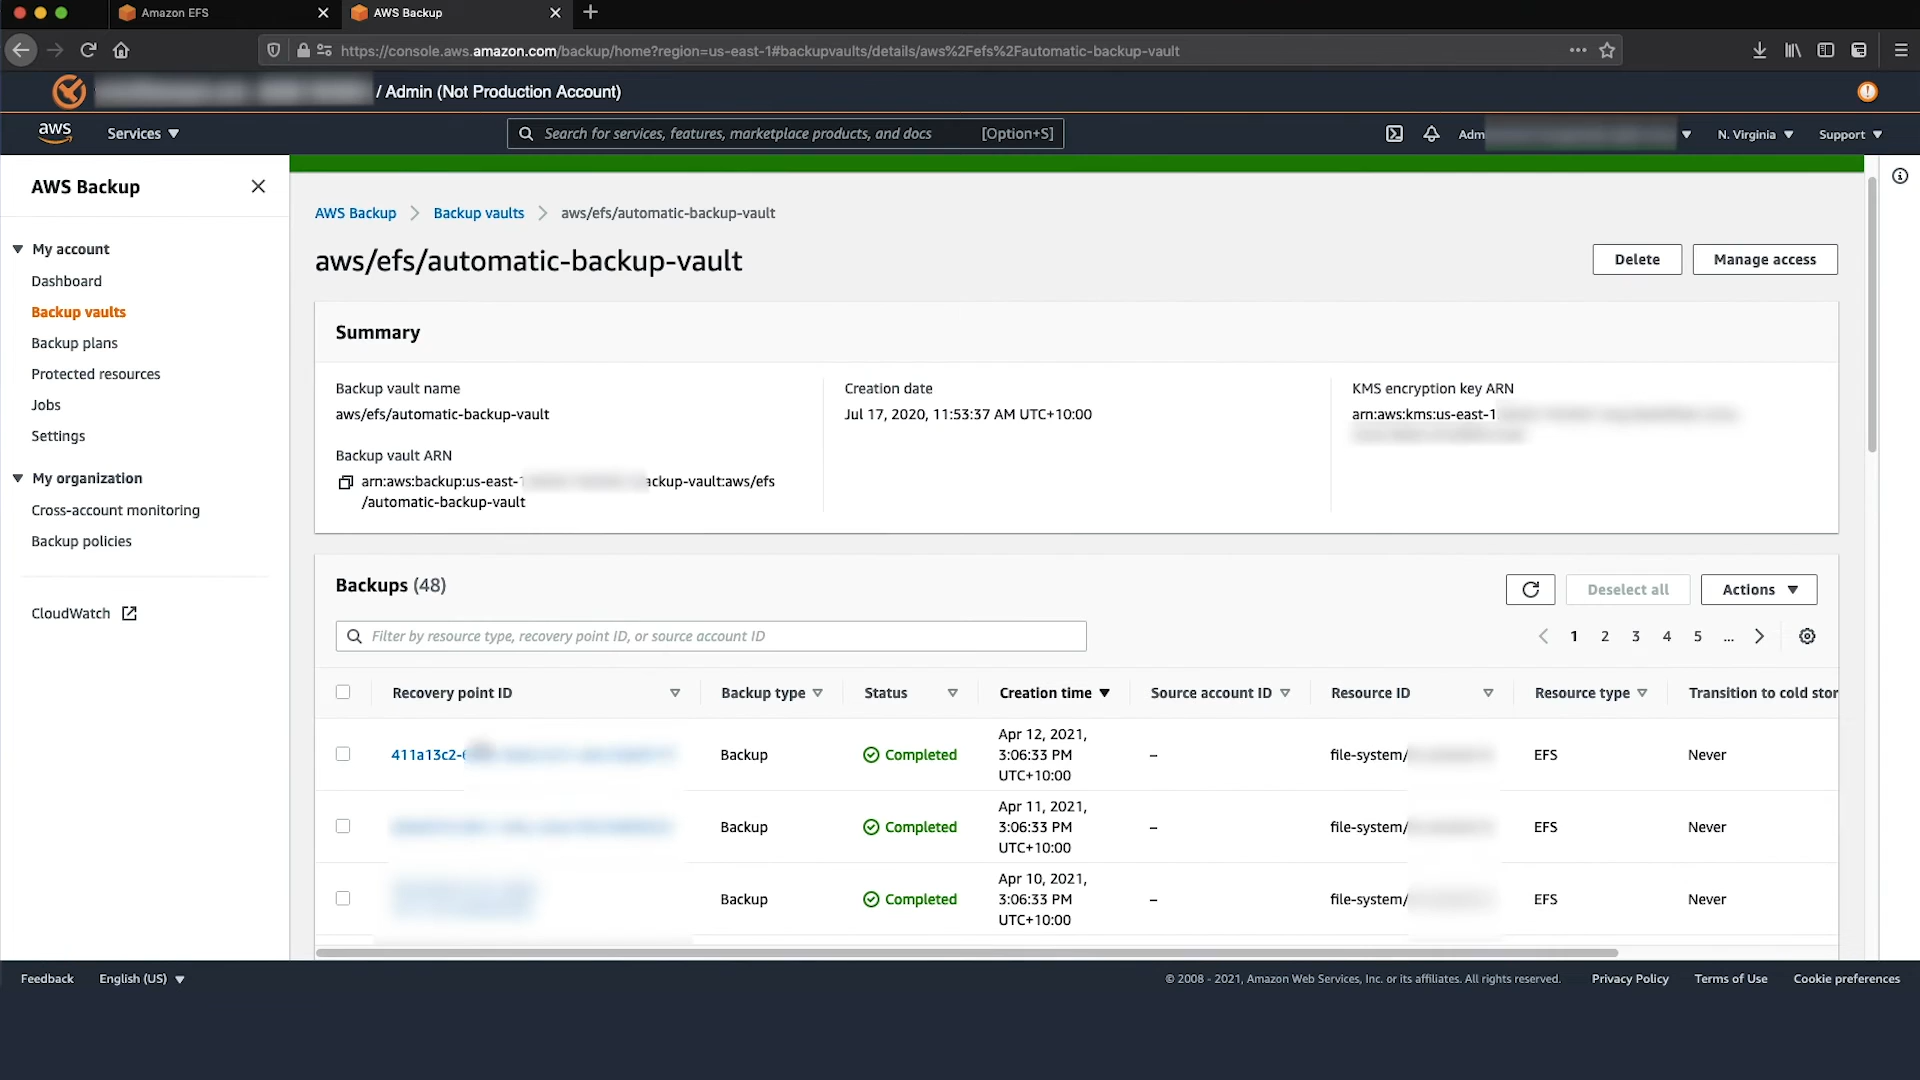 Amazon EFS
AWS Backup
https://console.aws.amazon.com/backup/home?region=us-east-1#backupvaults/details/aws%2Fefs%2Fautomatic-backup-vault
/ Admin (Not Production Account)
aws
Services
Search for services, features, marketplace products, and docs
[Option+S]
Adm
N. Virginia
Support
AWS Backup
My account
Dashboard
Backup vaults
Backup plans
Protected resources
Jobs
Settings
My organization
Cross-account monitoring
Backup policies
CloudWatch
AWS Backup
Backup vaults
aws/efs/automatic-backup-vault
aws/efs/automatic-backup-vault
Delete
Manage access
Summary
Backup vault name
aws/efs/automatic-backup-vault
Backup vault ARN
arn:aws:backup:us-east-1 ackup-vault:aws/efs
/automatic-backup-vault
Creation date
Jul 17, 2020, 11:53:37 AM UTC+10:00
KMS encryption key ARN
arn:aws:kms:us-east-1
Backups (48)
Deselect all
Actions
Filter by resource type, recovery point ID, or source account ID
1 2 3 4 5 ...
Recovery point ID Backup type Status Creation time Source account ID Resource ID Resource type Transition to cold stor
411a13c2- Backup Completed Apr 12, 2021, 3:06:33 PM UTC+10:00 – file-system/ EFS Never
Backup Completed Apr 11, 2021, 3:06:33 PM UTC+10:00 – file-system/ EFS Never
Backup Completed Apr 10, 2021, 3:06:33 PM UTC+10:00 – file-system/ EFS Never
Feedback
English (US)
© 2008 - 2021, Amazon Web Services, Inc. or its affiliates. All rights reserved.
Privacy Policy
Terms of Use
Cookie preferences